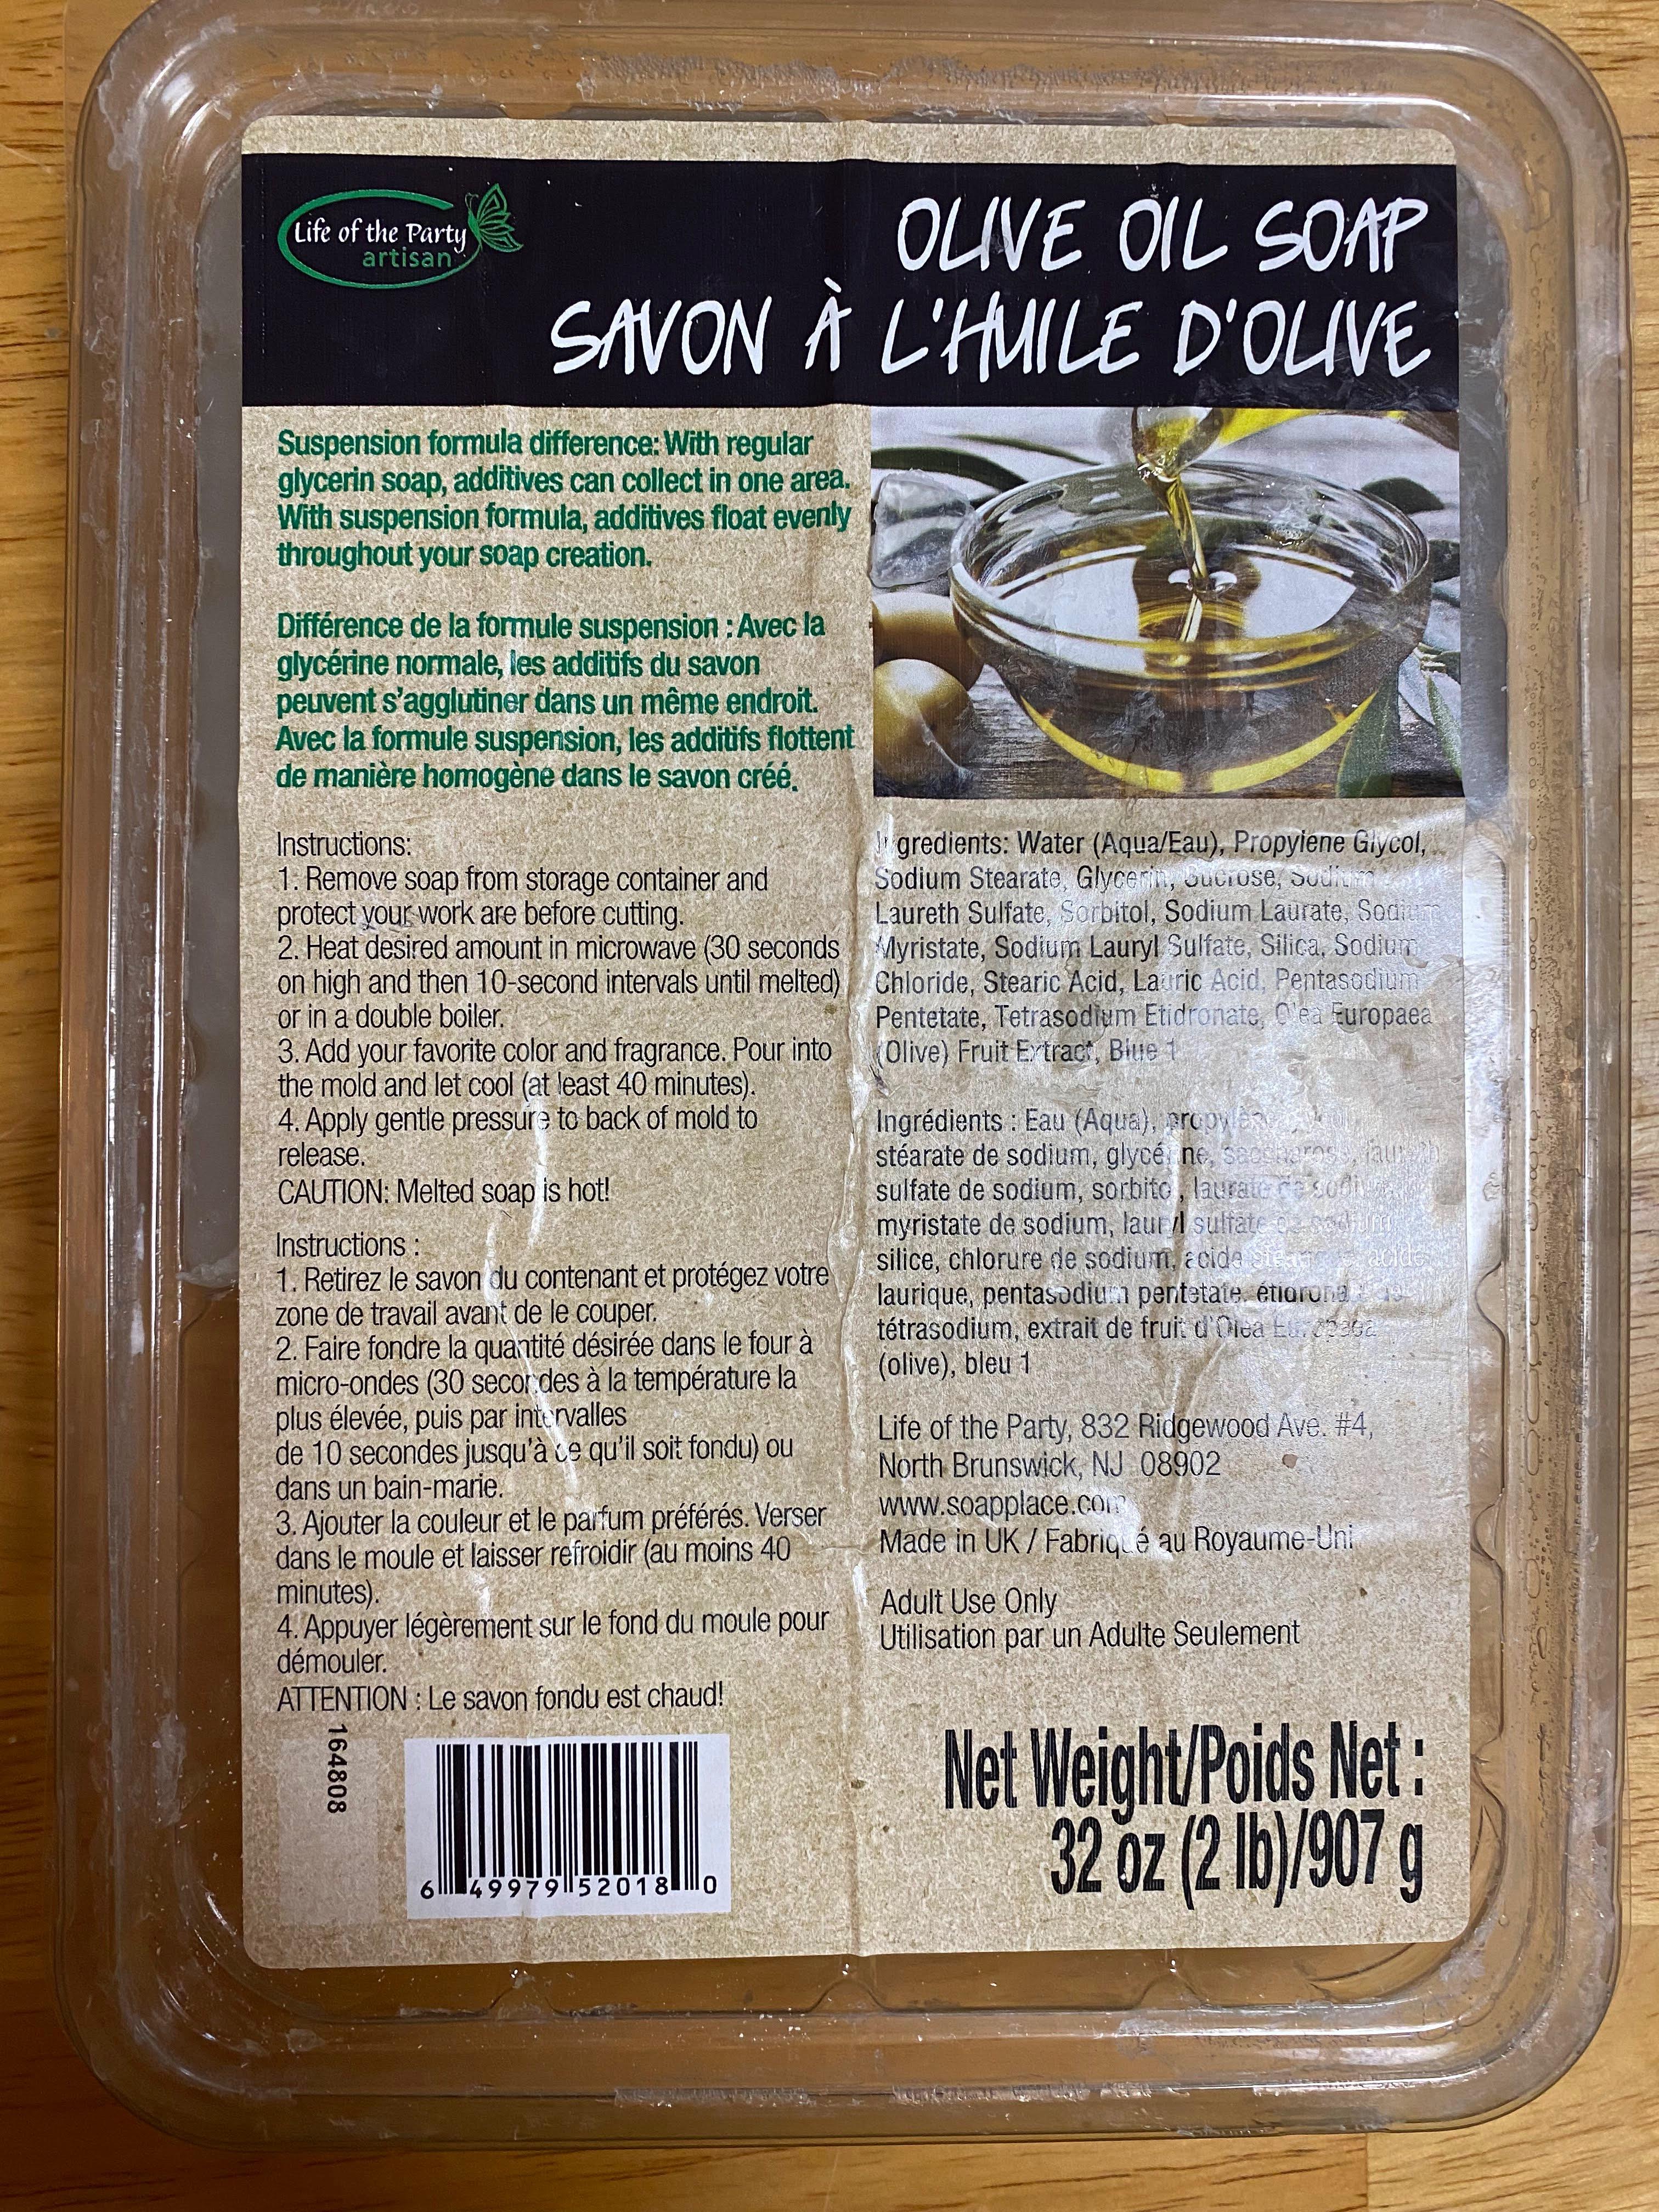 Life of the Party
artisan
OLIVE OIL SOAP
SAVON À L'HUILE D'OLIVE
Suspension formula difference: With regular
glycerin soap, additives can collect in one area.
With suspension formula, additives float evenly
throughout your soap creation.
Différence de la formule suspension : Avec la
glycérine normale, les additifs du savon
peuvent s'agglutiner dans un même endroit.
Avec la formule suspension, les additifs flottent
de manière homogène dans le savon créé.
Instructions:
1. Remove soap from storage container and
protect your work are before cutting.
2. Heat desired amount in microwave (30 seconds
on high and then 10-second intervals until melted)
or in a double boiler.
3. Add your favorite color and fragrance. Pour into
the mold and let cool (at least 40 minutes).
4. Apply gentle pressure to back of mold to
release.
CAUTION: Melted soap is hot!
Instructions :
1. Retirez le savon du contenant et protégez votre
zone de travail avant de le couper.
2. Faire fondre la quantité désirée dans le four à
micro-ondes (30 secondes à la température la
plus élevée, puis par intervalles
de 10 secondes jusqu'à ce qu'il soit fondu) ou
dans un bain-marie.
3. Ajouter la couleur et le parfum préférés. Verser
dans le moule et laisser refroidir (au moins 40
minutes).
4. Appuyer légèrement sur le fond du moule pour
démouler.
ATTENTION : Le savon fondu est chaud!
164808
6 49979 52018 0
Ingredients: Water (Aqua/Eau), Propylene Glycol,
Sodium Stearate, Glycerin, Sucrose, Sodium
Laureth Sulfate, Sorbitol, Sodium Laurate, Sodium
Myristate, Sodium Lauryl Sulfate, Silica, Sodium
Chloride, Stearic Acid, Lauric Acid, Pentasodium
Pentetate, Tetrasodium Etidronate, Olea Europaea
(Olive) Fruit Extract, Blue 1
Ingrédients : Eau (Aqua),
stéarate de sodium, glycérine, saccharose, laureth
sulfate de sodium, sorbitol, laurate de sodium,
myristate de sodium, lauryl sulfate de sodium,
silice, chlorure de sodium, acide stéarique, acide
laurique, pentasodium pentetate, étidronate de
tétrasodium, extrait de fruit d'Olea Europaea
(olive), bleu 1
Life of the Party, 832 Ridgewood Ave. #4,
North Brunswick, NJ 08902
www.soapplace.com
Made in UK / Fabriqué au Royaume-Uni
Adult Use Only
Utilisation par un Adulte Seulement
Net Weight/Poids Net :
32 oz (2 lb)/907 g